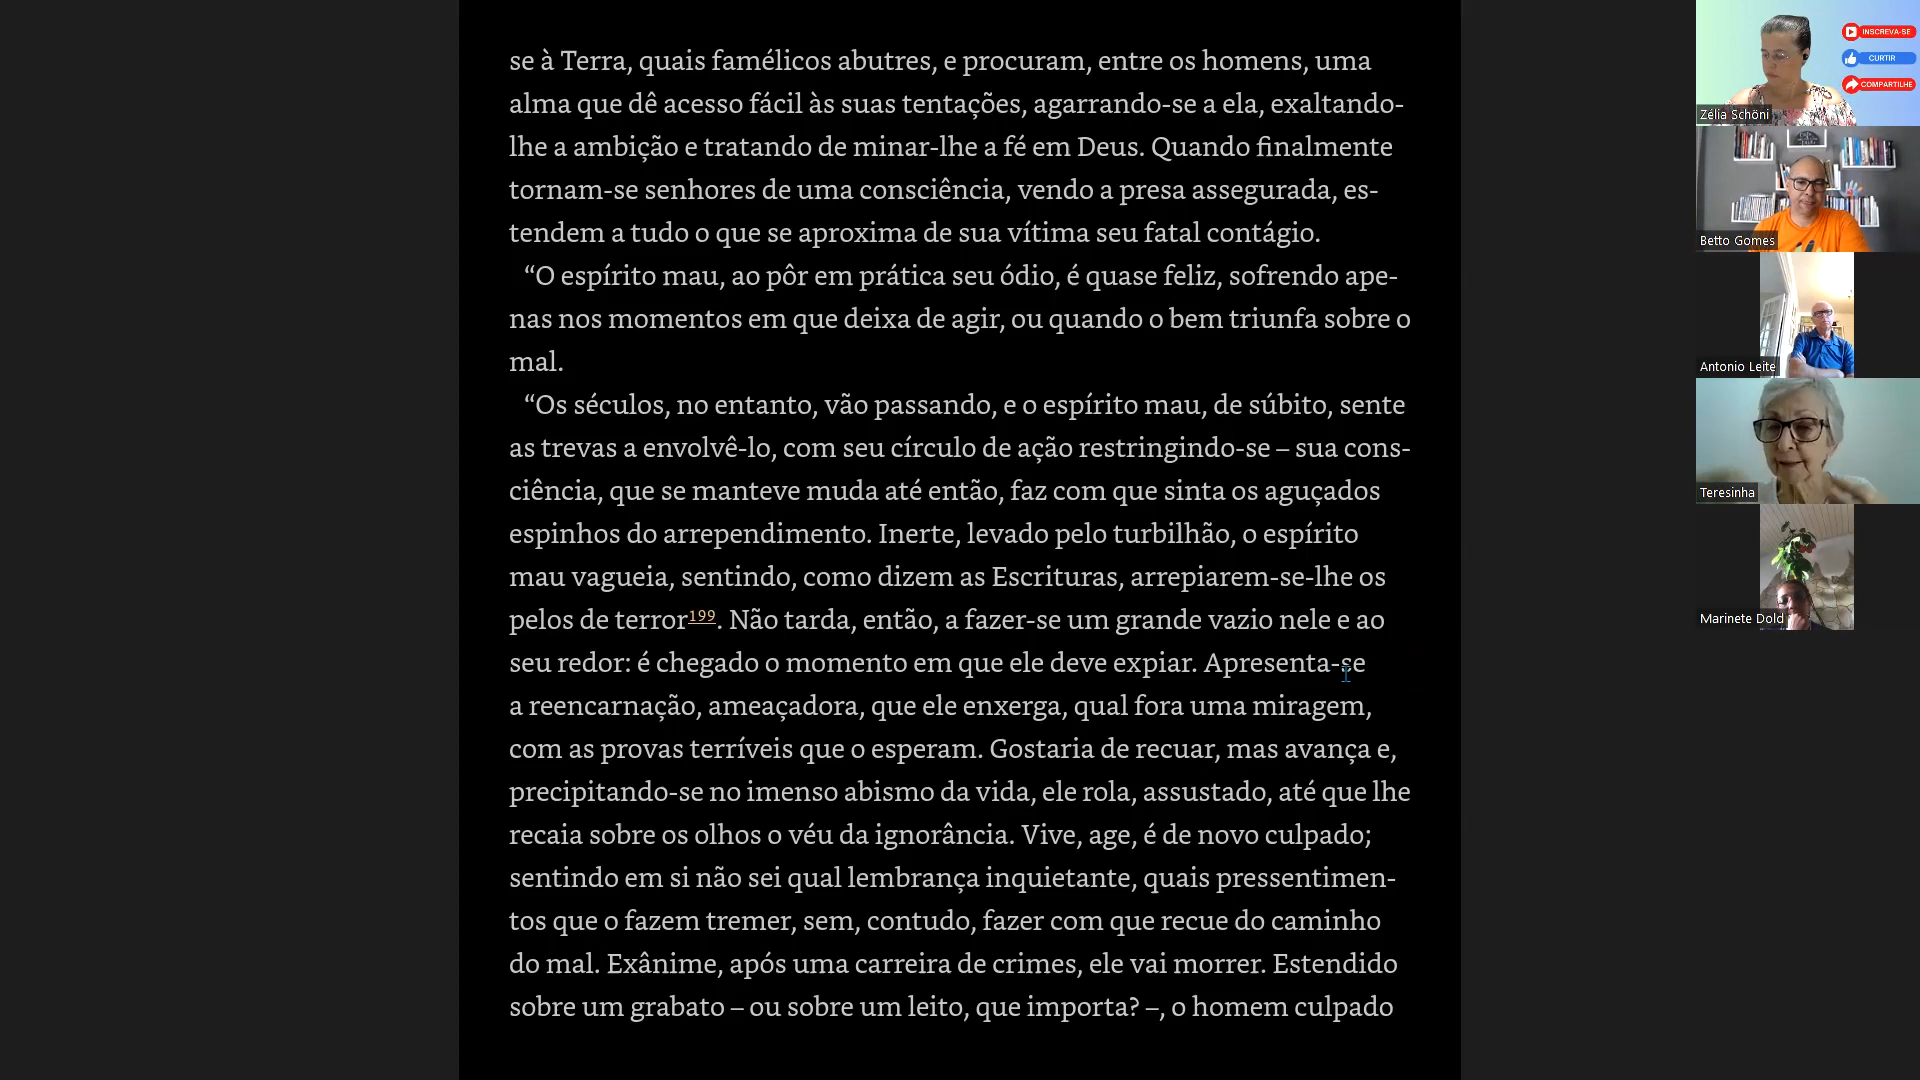 se à Terra, quais famélicos abutres, e procuram, entre os homens, uma
alma que dê acesso fácil às suas tentações, agarrando-se a ela, exaltando-
lhe a ambição e tratando de minar-lhe a fé em Deus. Quando finalmente
tornam-se senhores de uma consciência, vendo a presa assegurada, es-
tendem a tudo o que se aproxima de sua vítima seu fatal contágio.
“O espírito mau, ao pôr em prática seu ódio, é quase feliz, sofrendo ape-
nas nos momentos em que deixa de agir, ou quando o bem triunfa sobre o
mal.
“Os séculos, no entanto, vão passando, e o espírito mau, de súbito, sente
as trevas a envolvê-lo, com seu círculo de ação restringindo-se – sua cons-
ciência, que se manteve muda até então, faz com que sinta os aguçados
espinhos do arrependimento. Inerte, levado pelo turbilhão, o espírito
mau vagueia, sentindo, como dizem as Escrituras, arrepiarem-se-lhe os
pelos de terror199. Não tarda, então, a fazer-se um grande vazio nele e ao
seu redor: é chegado o momento em que ele deve expiar. Apresenta-se
a reencarnação, ameaçadora, que ele enxerga, qual fora uma miragem,
com as provas terríveis que o esperam. Gostaria de recuar, mas avança e,
precipitando-se no imenso abismo da vida, ele rola, assustado, até que lhe
recaia sobre os olhos o véu da ignorância. Vive, age, é de novo culpado;
sentindo em si não sei qual lembrança inquietante, quais pressentimen-
tos que o fazem tremer, sem, contudo, fazer com que recue do caminho
do mal. Exânime, após uma carreira de crimes, ele vai morrer. Estendido
sobre um grabato – ou sobre um leito, que importa? –, o homem culpado
INSCREVA-SE
CURTIR
COMPARTILHE
Zélia Schöni
Betto Gomes
Antonio Leite
Teresinha
Marinete Dold